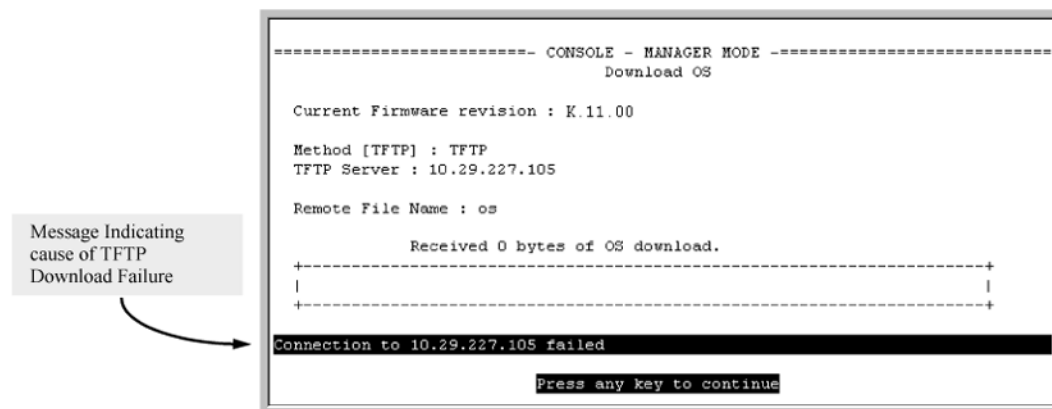 ==========================- CONSOLE - MANAGER MODE -============================
Download OS
Current Firmware revision : K.11.00
Method [TFTP] : TFTP
TFTP Server : 10.29.227.105
Remote File Name : os
Received 0 bytes of OS download.
Message Indicating
cause of TFTP
Download Failure
Connection to 10.29.227.105 failed
Press any key to continue